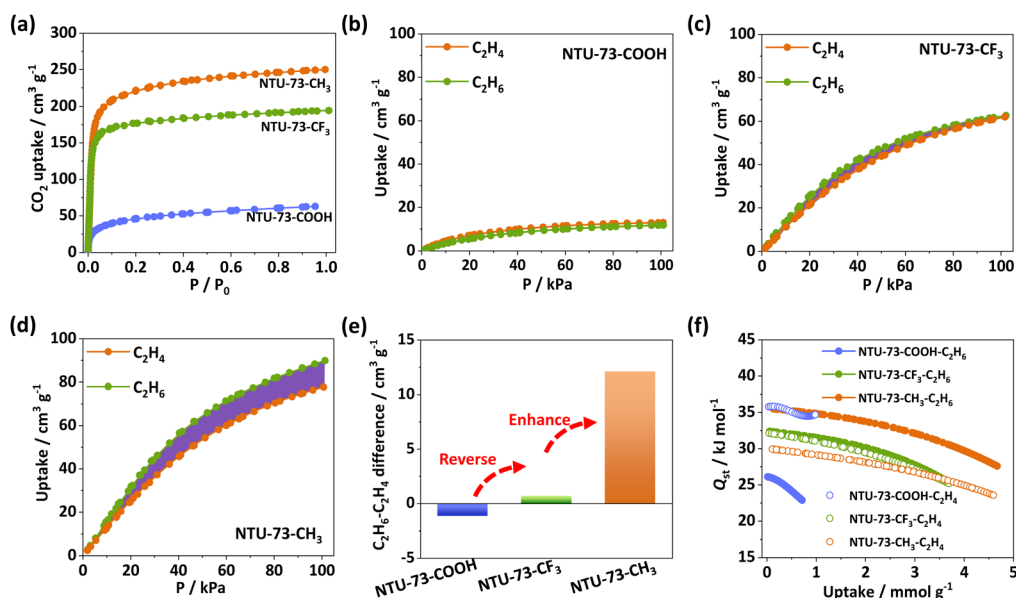 (a)
300
250
200
150
100
50
0
CO₂ uptake / cm³ g⁻¹
NTU-73-CH₃
NTU-73-CF₃
NTU-73-COOH
0.0 0.2 0.4 0.6 0.8 1.0
P / P₀
(b)
100
80
60
40
20
0
Uptake / cm³ g⁻¹
C₂H₄
C₂H₆
NTU-73-COOH
0 20 40 60 80 100
P / kPa
(c)
100
80
60
40
20
0
Uptake / cm³ g⁻¹
C₂H₄
C₂H₆
NTU-73-CF₃
0 20 40 60 80 100
P / kPa
(d)
100
80
60
40
20
0
Uptake / cm³ g⁻¹
C₂H₄
C₂H₆
NTU-73-CH₃
0 20 40 60 80 100
P / kPa
(e)
15
10
5
0
-5
C₂H₆-C₂H₄ difference / cm³ g⁻¹
Reverse
Enhance
NTU-73-COOH
NTU-73-CF₃
NTU-73-CH₃
(f)
45
40
35
30
25
20
15
Qst / kJ mol⁻¹
NTU-73-COOH-C₂H₆
NTU-73-CF₃-C₂H₆
NTU-73-CH₃-C₂H₆
NTU-73-COOH-C₂H₄
NTU-73-CF₃-C₂H₄
NTU-73-CH₃-C₂H₄
0 1 2 3 4 5
Uptake / mmol g⁻¹